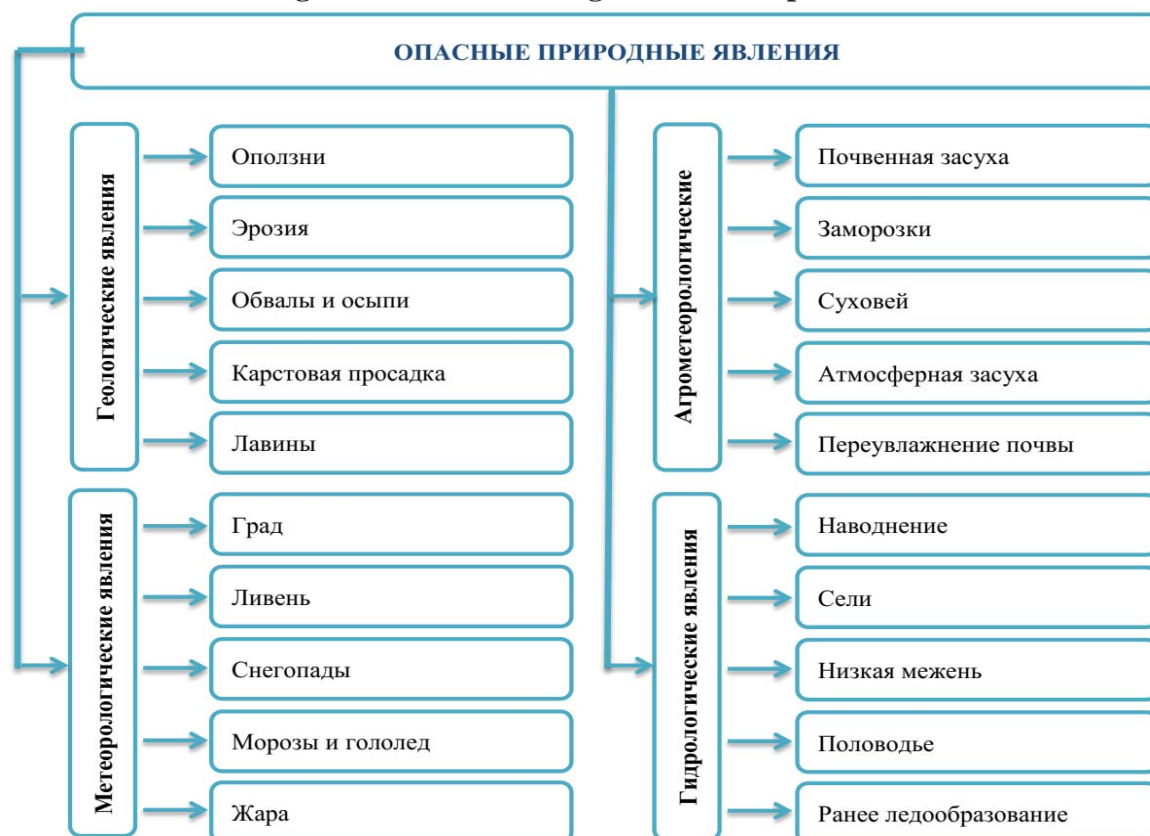 ОПАСНЫЕ ПРИРОДНЫЕ ЯВЛЕНИЯ
Геологические явления
Оползни
Эрозия
Обвалы и осыпи
Карстовая просадка
Лавины
Метеорологические явления
Град
Ливень
Снегопады
Морозы и гололед
Жара
Агрометеорологические
Почвенная засуха
Заморозки
Суховей
Атмосферная засуха
Переувлажнение почвы
Гидрологические явления
Наводнение
Сели
Низкая межень
Половодье
Ранее ледообразование